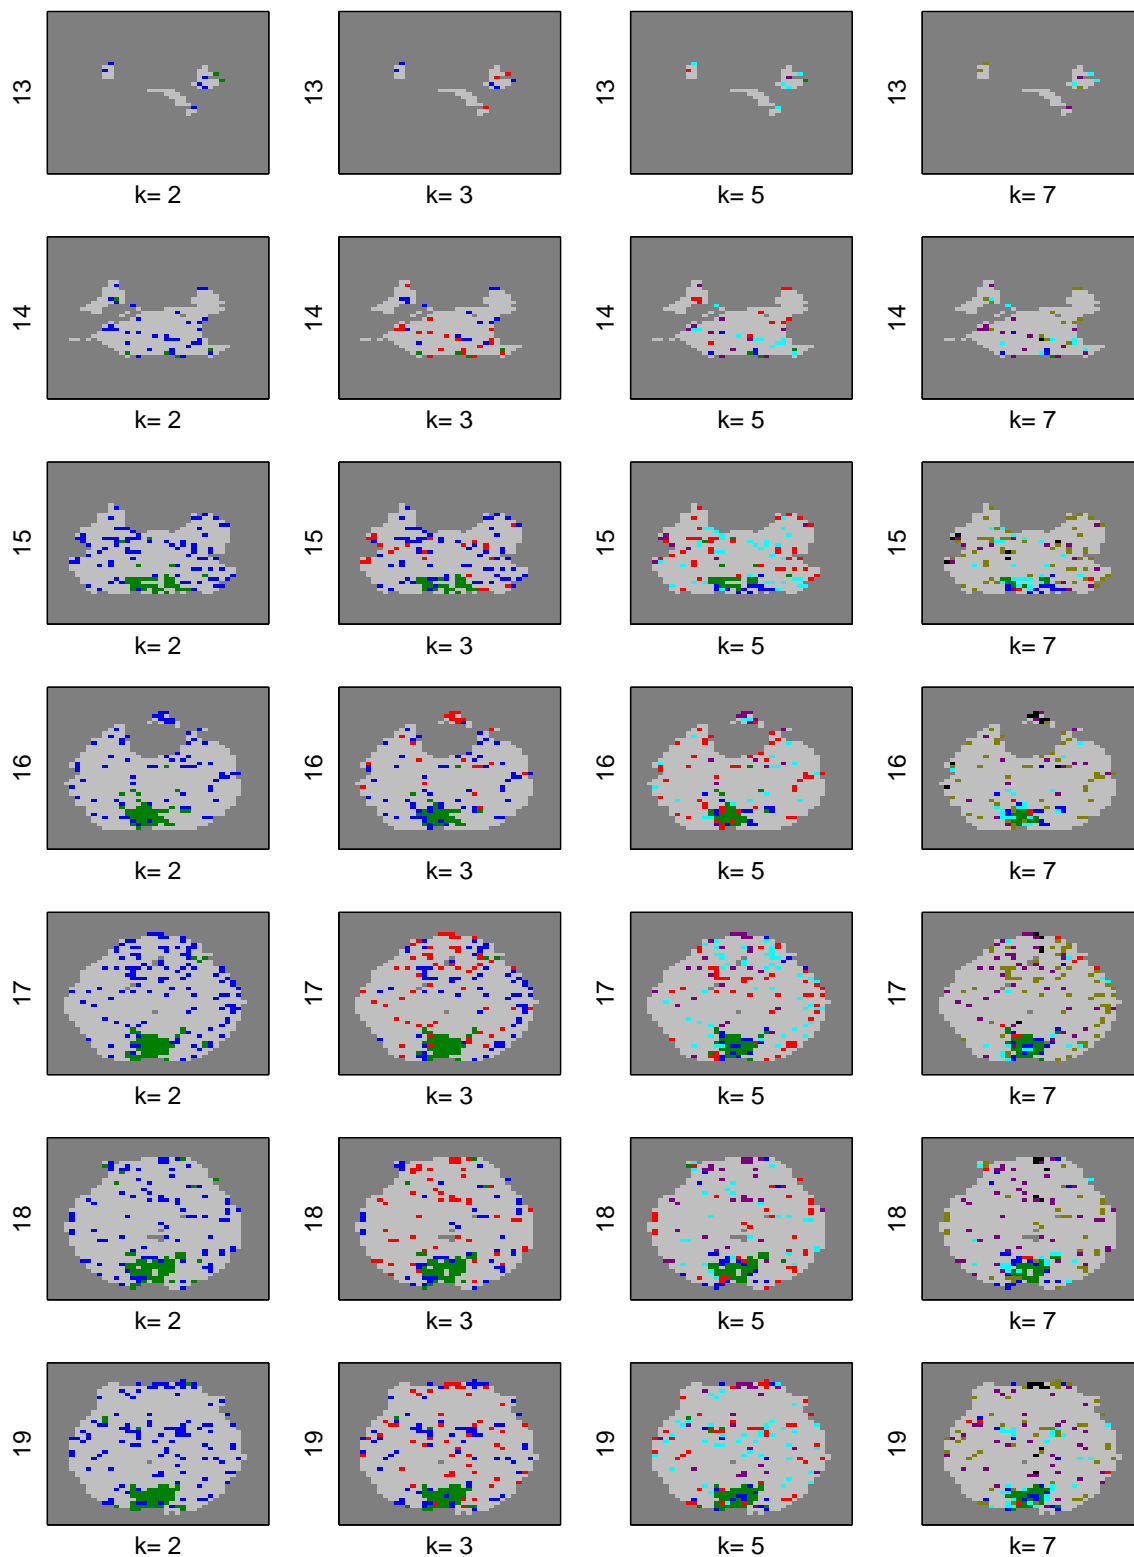 13 13 13 13
k= 2 k= 3 k= 5 k= 7
14 14 14 14
k= 2 k= 3 k= 5 k= 7
15 15 15 15
k= 2 k= 3 k= 5 k= 7
16 16 16 16
k= 2 k= 3 k= 5 k= 7
17 17 17 17
k= 2 k= 3 k= 5 k= 7
18 18 18 18
k= 2 k= 3 k= 5 k= 7
19 19 19 19
k= 2 k= 3 k= 5 k= 7